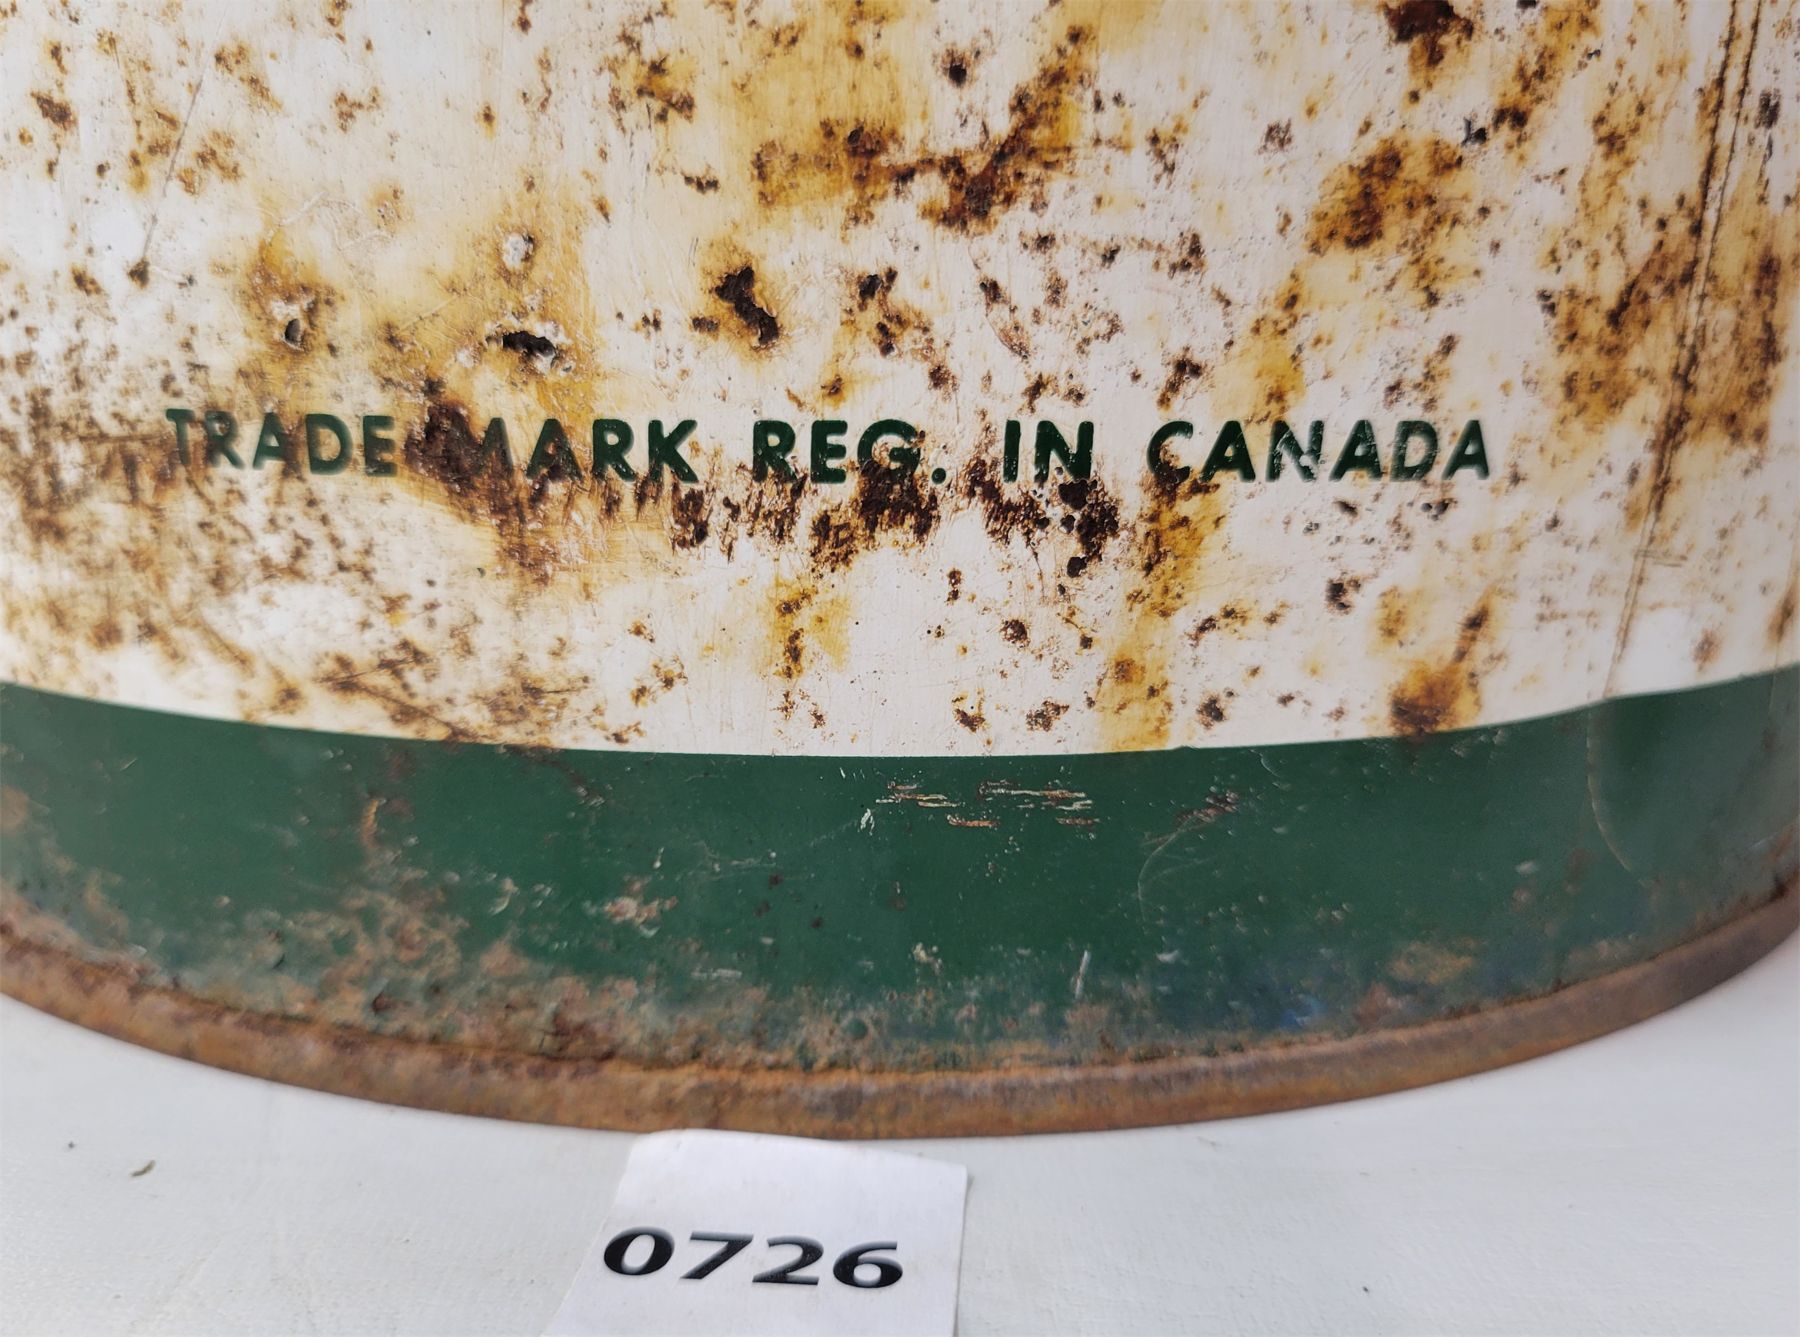 TRADE MARK REG. IN CANADA
0726